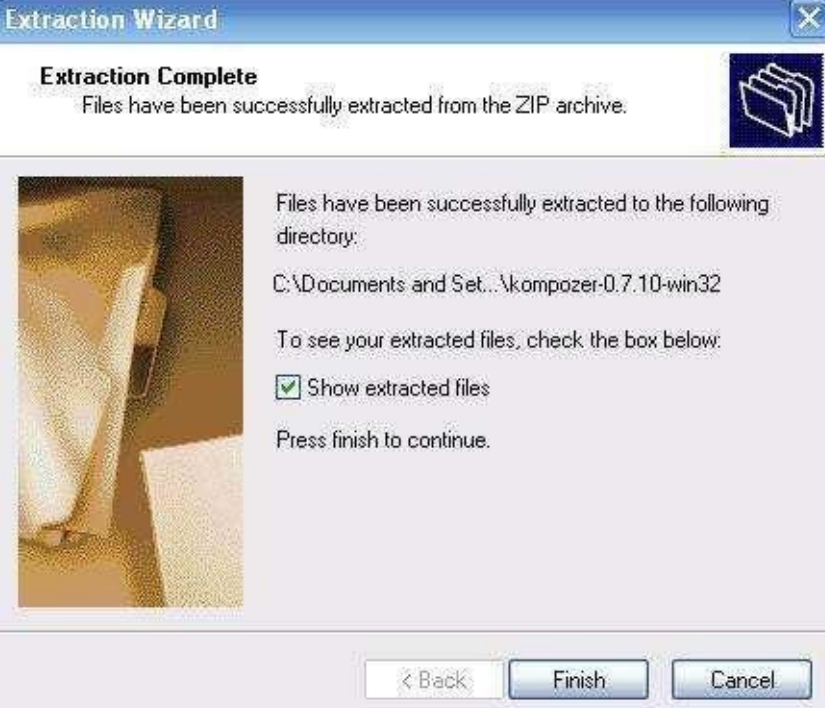 Extraction Wizard
Extraction Complete
Files have been successfully extracted from the ZIP archive.
Files have been successfully extracted to the following
directory:
C:\Documents and Set...\kompozer-0.7.10-win32
To see your extracted files, check the box below:
Show extracted files
Press finish to continue.
< Back
Finish
Cancel